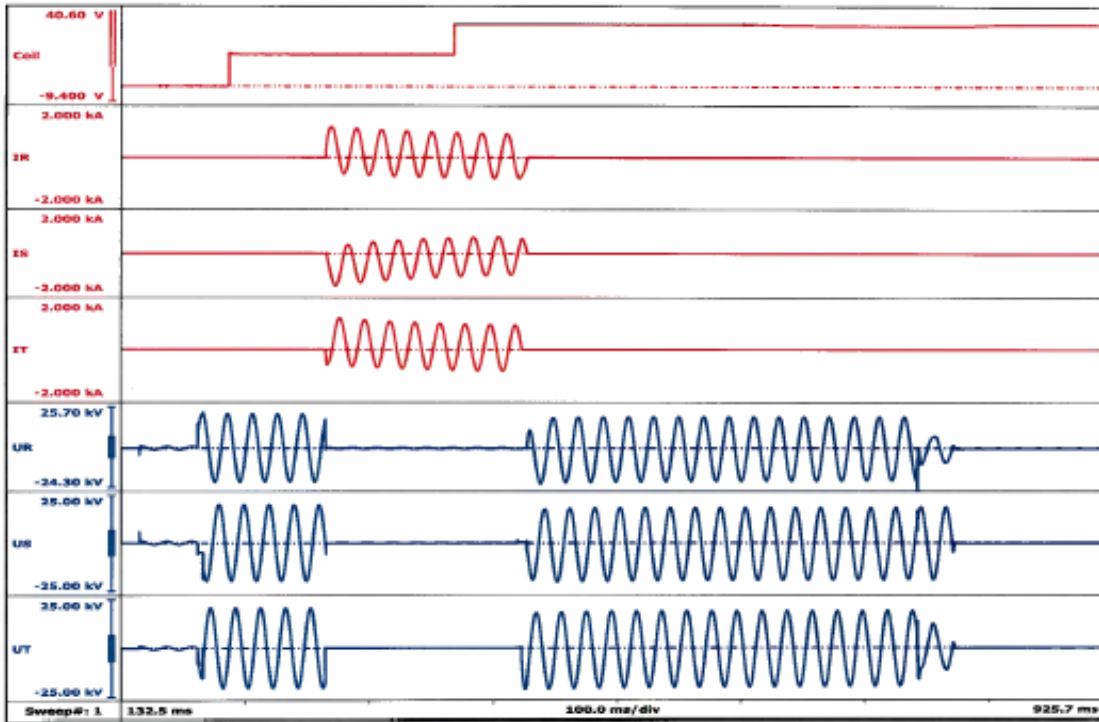 40.60 V
Coil
-9.400 V
2.000 kA
IR
-2.000 kA
2.000 kA
IS
-2.000 kA
2.000 kA
IT
-2.000 kA
25.70 kV
UR
-24.30 kV
25.00 kV
US
-25.00 kV
25.00 kV
UT
-25.00 kV
Sweep#: 1 132.5 ms 100.0 ms/div 925.7 ms